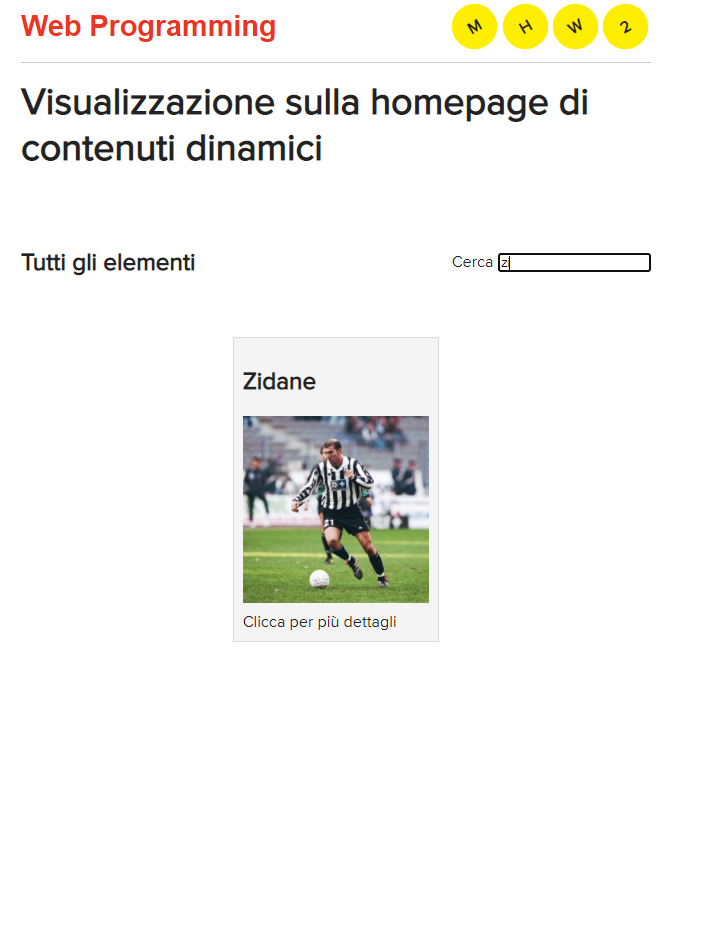 Web Programming
M H W 2
Visualizzazione sulla homepage di
contenuti dinamici
Tutti gli elementi
Cerca zi
Zidane
D+
21
Clicca per più dettagli